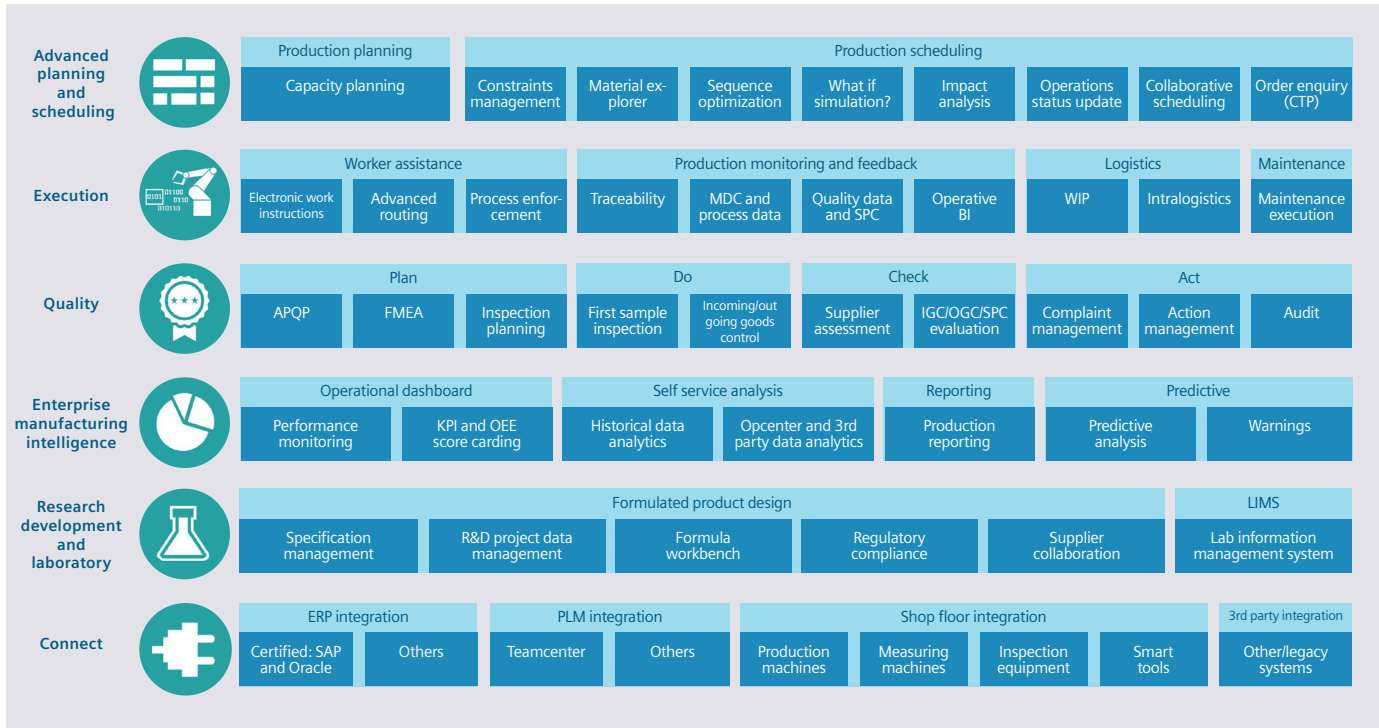 Advanced
planning
and
scheduling
Production planning
Capacity planning
Production scheduling
Constraints
management
Material ex-
plorer
Sequence
optimization
What if
simulation?
Impact
analysis
Operations
status update
Collaborative
scheduling
Order enquiry
(CTP)
Execution
0101
01100
0110
010110
Worker assistance
Electronic work
instructions
Advanced
routing
Process enfor-
cement
Production monitoring and feedback
Traceability
MDC and
process data
Quality data
and SPC
Operative
BI
Logistics
WIP
Intralogistics
Maintenance
Maintenance
execution
Quality
Plan
APQP
FMEA
Inspection
planning
Do
First sample
inspection
Incoming/out
going goods
control
Check
Supplier
assessment
IGC/OGC/SPC
evaluation
Act
Complaint
management
Action
management
Audit
Enterprise
manufacturing
intelligence
Operational dashboard
Performance
monitoring
KPI and OEE
score carding
Self service analysis
Historical data
analytics
Opcenter and 3rd
party data analytics
Reporting
Production
reporting
Predictive
Predictive
analysis
Warnings
Research
development
and
laboratory
Formulated product design
Specification
management
R&D project data
management
Formula
workbench
Regulatory
compliance
Supplier
collaboration
LIMS
Lab information
management system
Connect
ERP integration
Certified: SAP
and Oracle
Others
PLM integration
Teamcenter
Others
Shop floor integration
Production
machines
Measuring
machines
Inspection
equipment
Smart
tools
3rd party integration
Other/legacy
systems